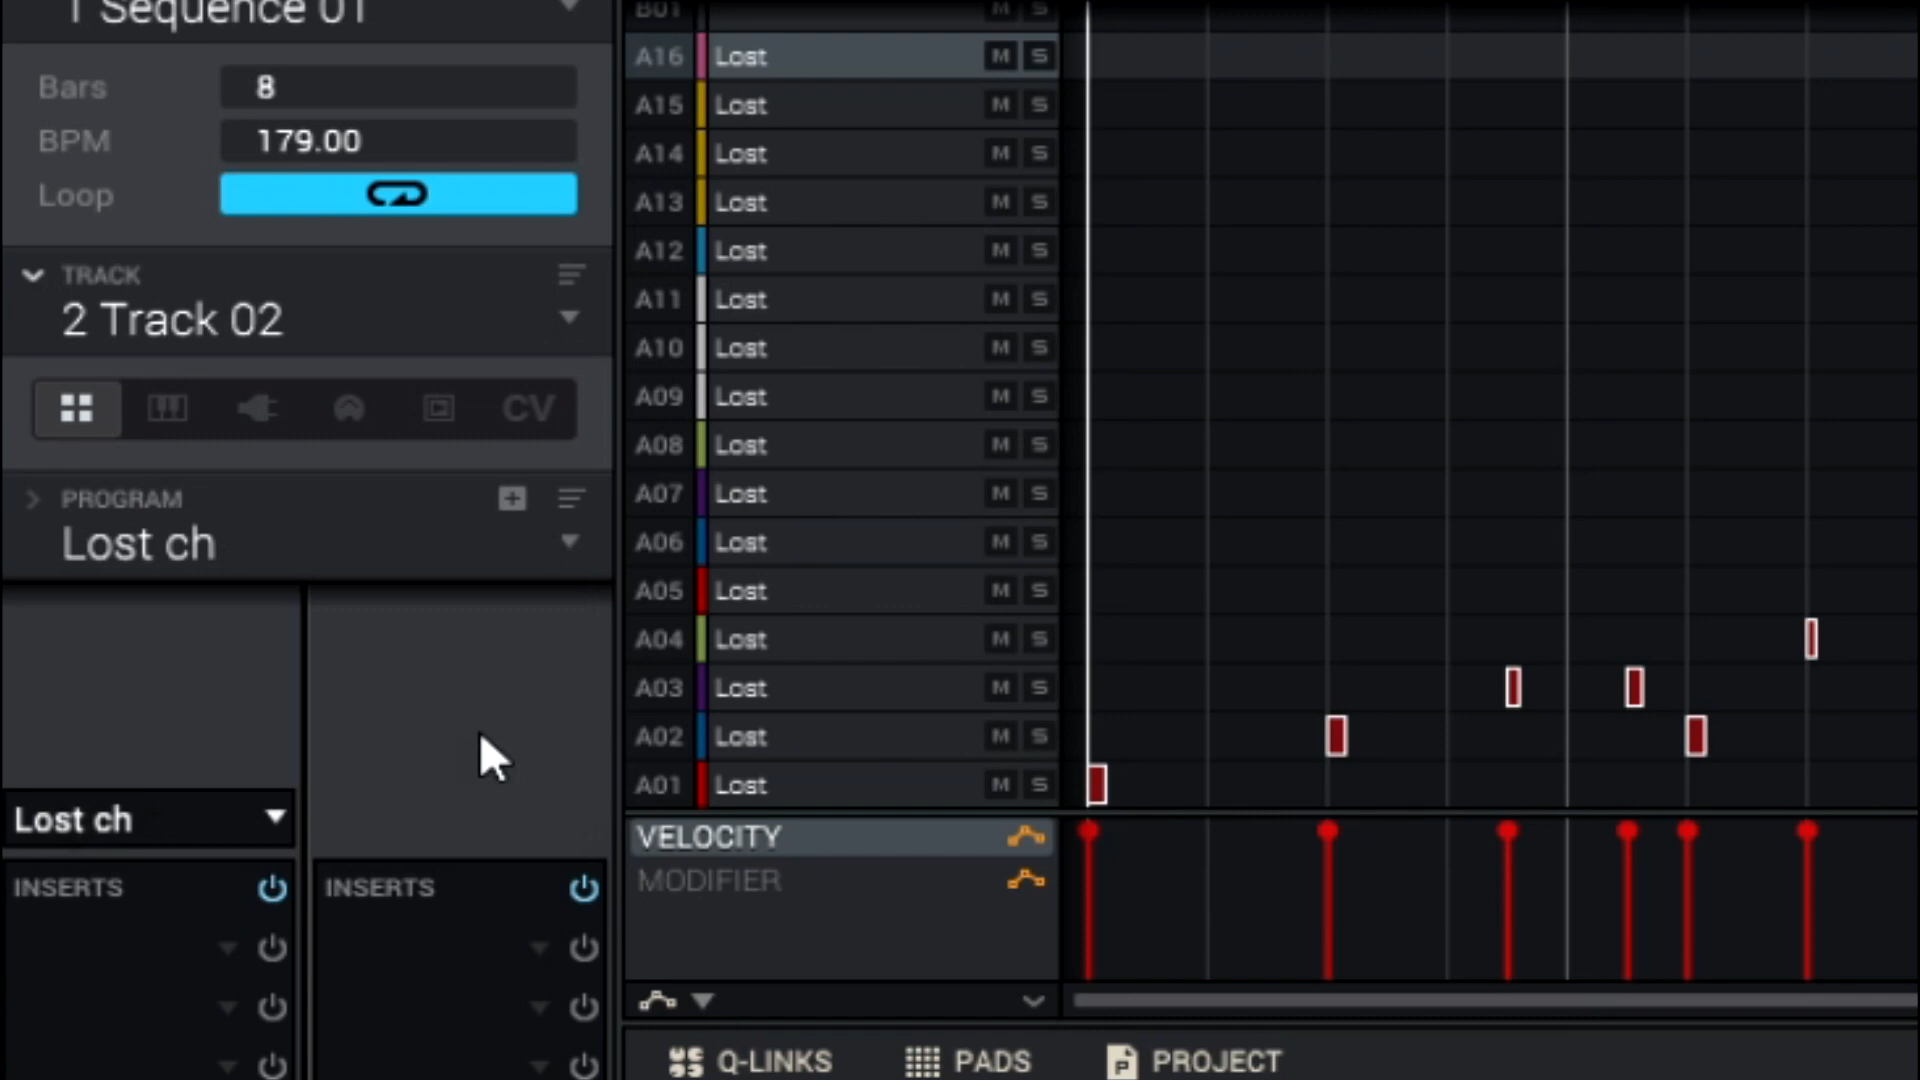 1 Sequence 01
Bars 8
BPM 179.00
Loop
TRACK
2 Track 02
CV
PROGRAM
Lost ch
Lost ch
INSERTS
INSERTS
B01 M S
A16 Lost M S
A15 Lost M S
A14 Lost M S
A13 Lost M S
A12 Lost M S
A11 Lost M S
A10 Lost M S
A09 Lost M S
A08 Lost M S
A07 Lost M S
A06 Lost M S
A05 Lost M S
A04 Lost M S
A03 Lost M S
A02 Lost M S
A01 Lost M S
VELOCITY
MODIFIER
Q-LINKS PADS P PROJECT